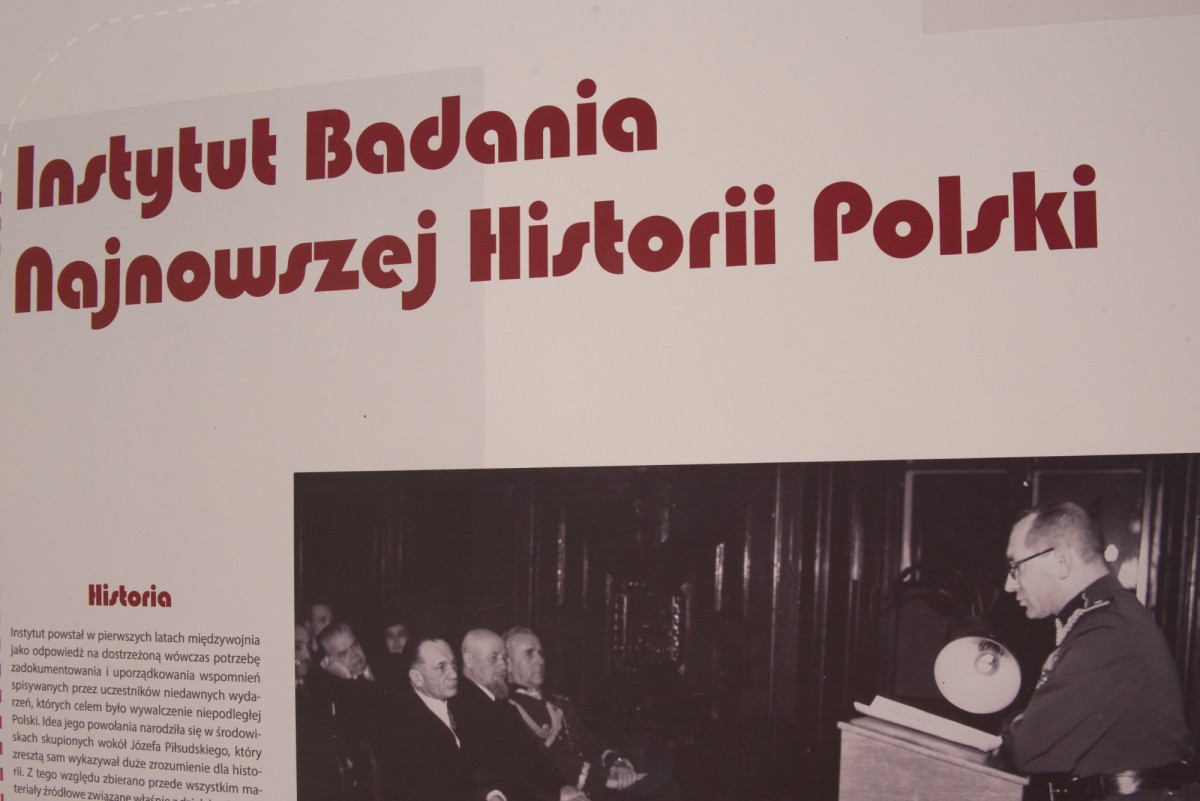 Instytut Badania
Najnowszej Historii Polski
Historia
Instytut powstał w pierwszych latach międzywojnia
jako odpowiedź na dostrzeżoną wówczas potrzebę
zadokumentowania i uporządkowania wspomnień
spisywanych przez uczestników niedawnych wyda-
rzeń, których celem było wywalczenie niepodległej
Polski. Idea jego powołania narodziła się w środowi-
skach skupionych wokół Józefa Piłsudskiego, który
zresztą sam wykazywał duże zrozumienie dla histo-
rii. Z tego względu zbierano przede wszystkim ma-
teriały źródłowe związane właśnie z